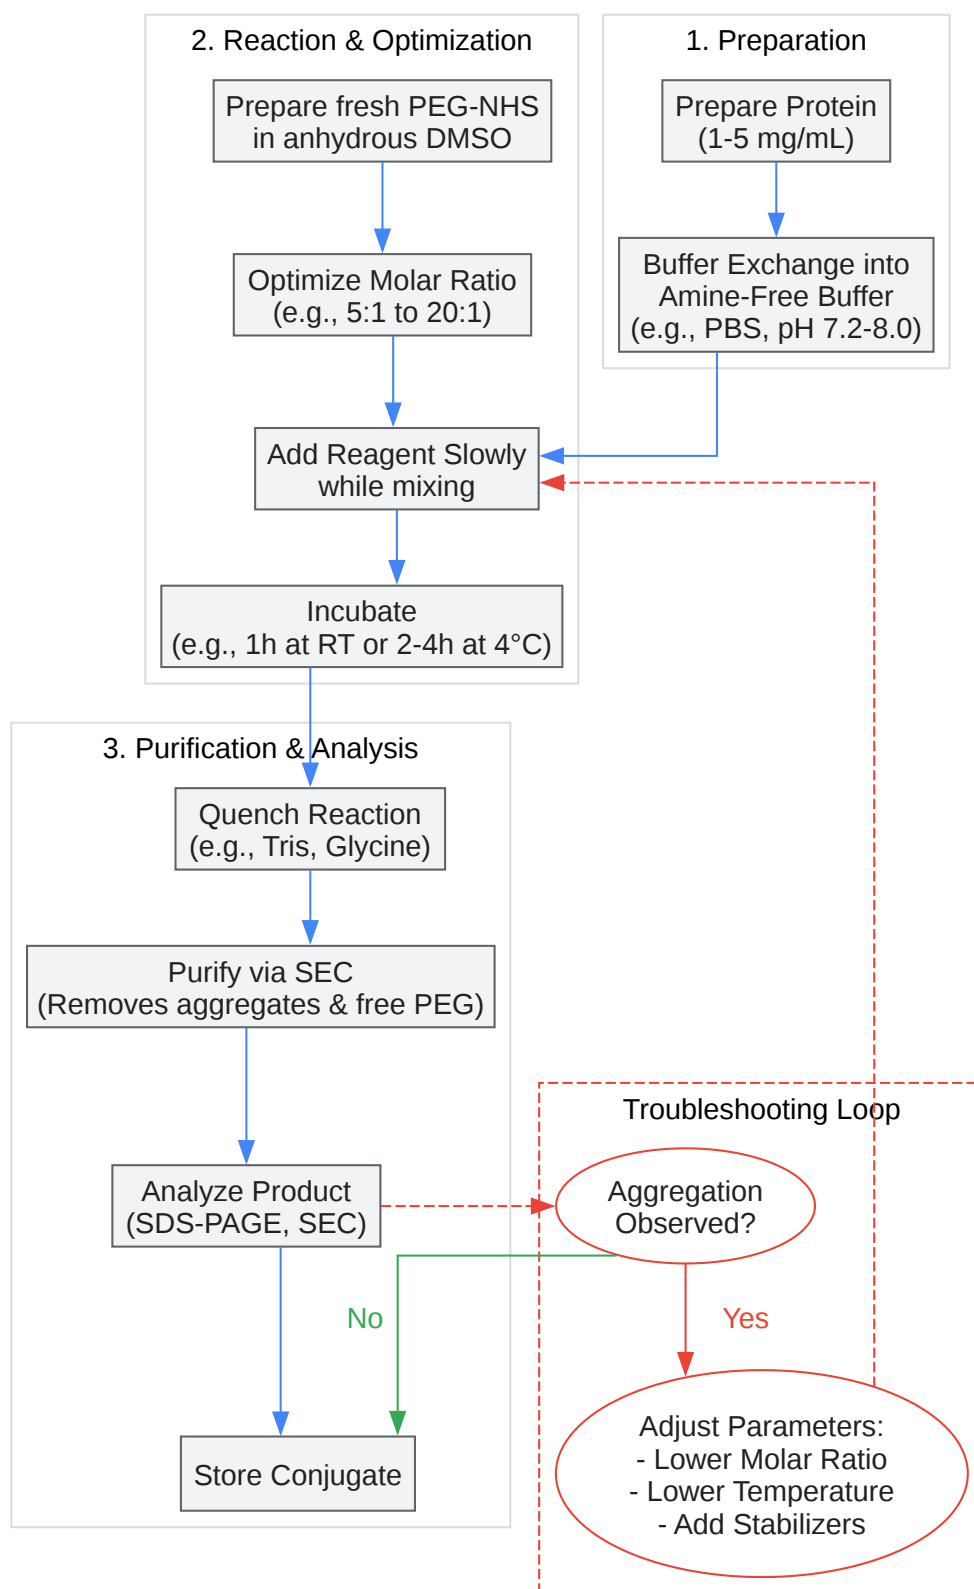 2. Reaction & Optimization
Prepare fresh PEG-NHS
in anhydrous DMSO
Optimize Molar Ratio
(e.g., 5:1 to 20:1)
Add Reagent Slowly
while mixing
Incubate
(e.g., 1h at RT or 2-4h at 4°C)
1. Preparation
Prepare Protein
(1-5 mg/mL)
Buffer Exchange into
Amine-Free Buffer
(e.g., PBS, pH 7.2-8.0)
3. Purification & Analysis
Quench Reaction
(e.g., Tris, Glycine)
Purify via SEC
(Removes aggregates & free PEG)
Analyze Product
(SDS-PAGE, SEC)
No
Store Conjugate
Troubleshooting Loop
Aggregation
Observed?
Yes
Adjust Parameters:
- Lower Molar Ratio
- Lower Temperature
- Add Stabilizers